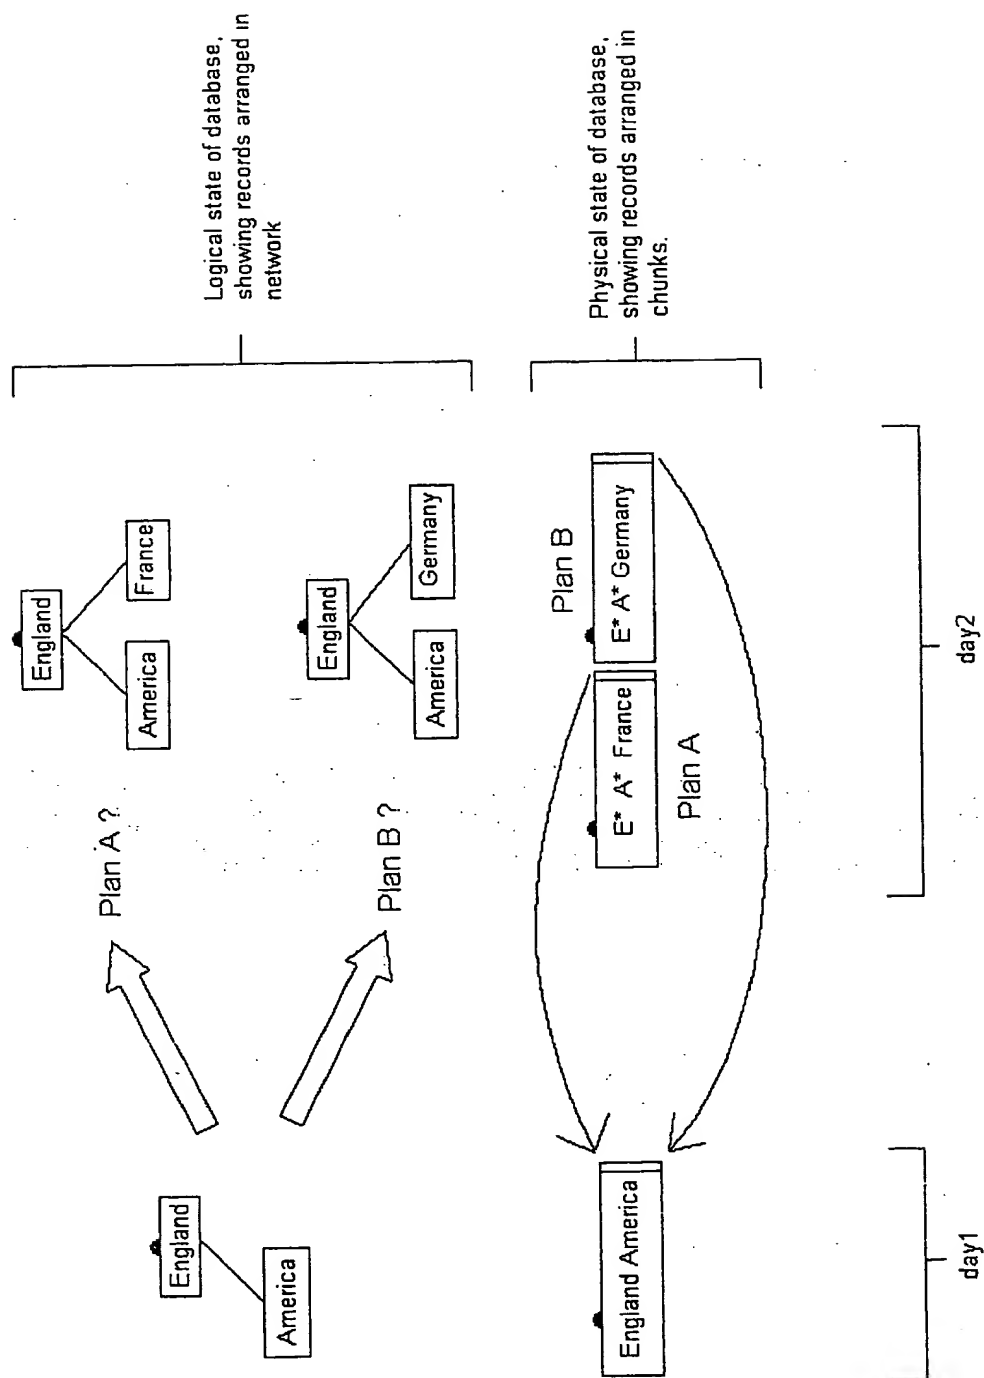 England
America
Plan A ?
Plan B ?
England
America
France
England
America
Germany
Logical state of database,
showing records arranged in
network
England America
E* A* France
Plan A
Plan B
E* A* Germany
Physical state of database,
showing records arranged in
chunks.
day1
day2